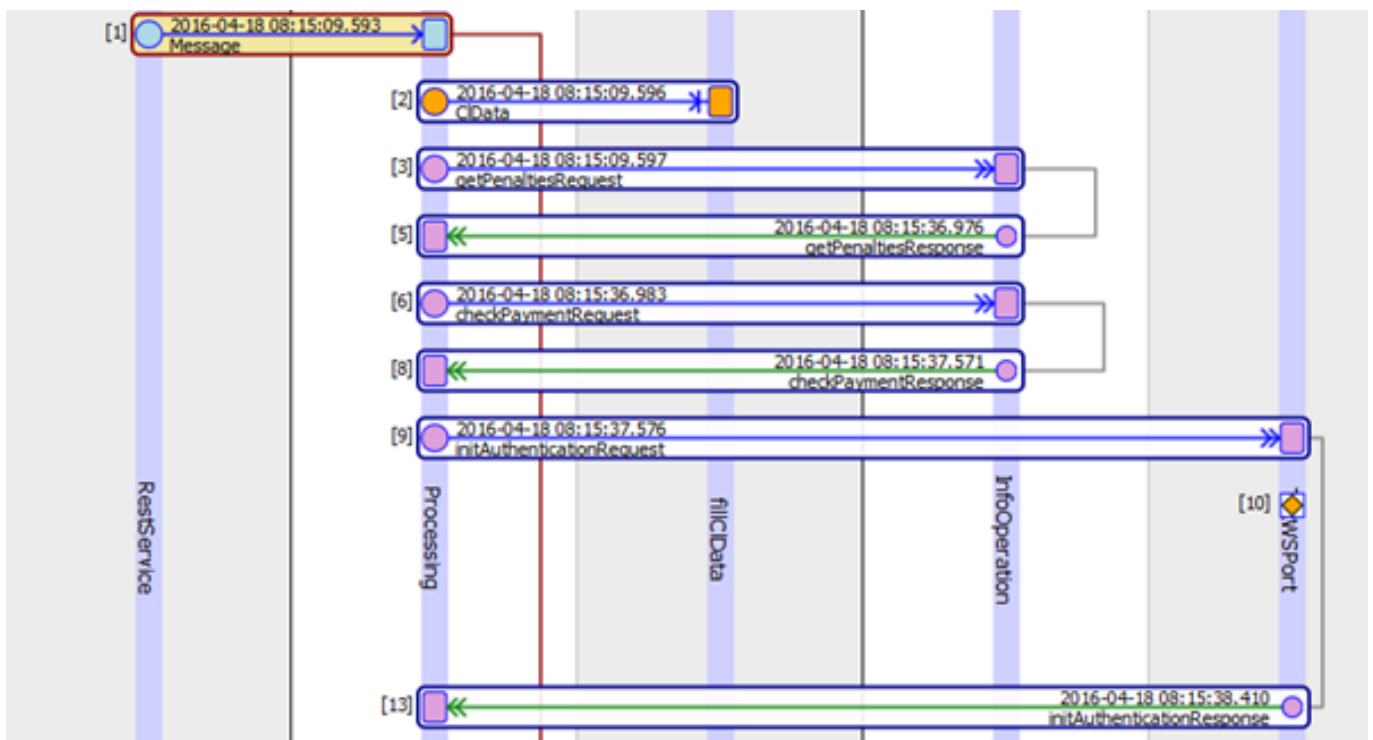 [1] 2016-04-18 08:15:09.593
Message
[2] 2016-04-18 08:15:09.596
ClData
[3] 2016-04-18 08:15:09.597
getPenaltiesRequest
[5] 2016-04-18 08:15:36.976
getPenaltiesResponse
[6] 2016-04-18 08:15:36.983
checkPaymentRequest
[8] 2016-04-18 08:15:37.571
checkPaymentResponse
[9] 2016-04-18 08:15:37.576
initAuthenticationRequest
RestService
Processing
fillClData
InfoOperation
[10]
WSPort
[13] 2016-04-18 08:15:38.410
initAuthenticationResponse